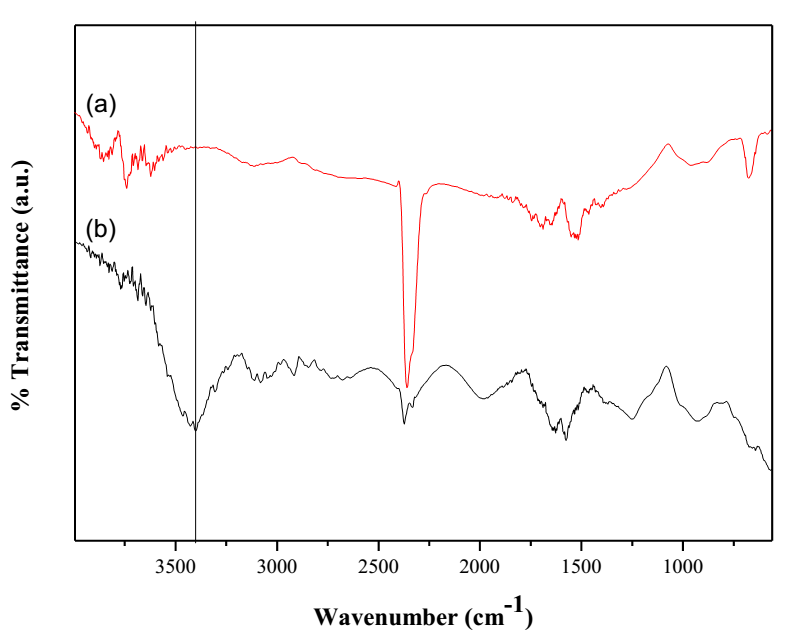 (a)
(b)
% Transmittance (a.u.)
3500 3000 2500 2000 1500 1000
Wavenumber (cm-1)